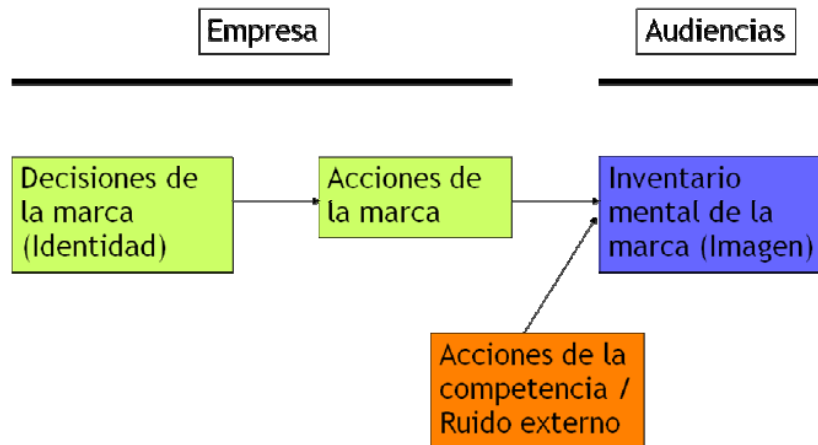 Empresa
Audiencias
Decisiones de
la marca
(Identidad)
Acciones de
la marca
Inventario
mental de la
marca (Imagen)
Acciones de la
competencia /
Ruido externo